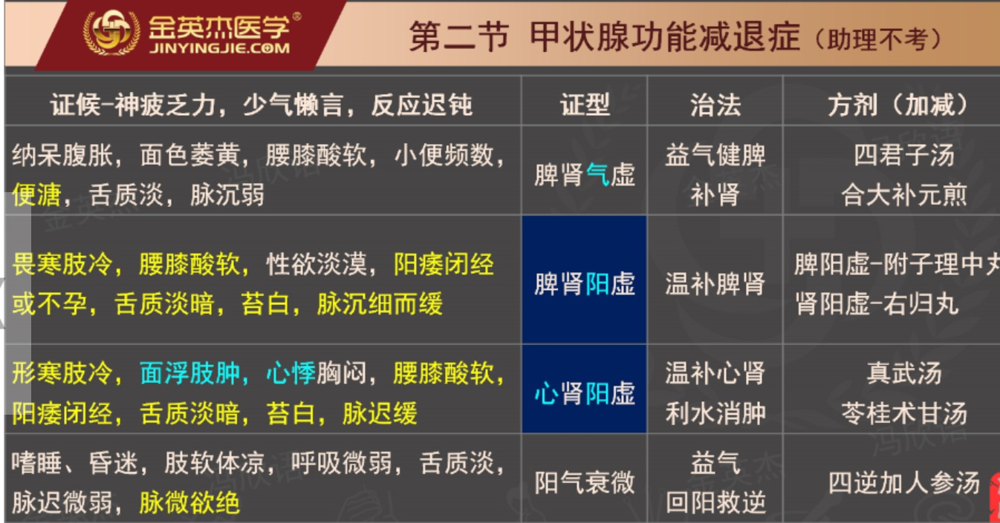 金英杰医学®
JINYINGJIE.COM
第二节 甲状腺功能减退症（助理不考）
证候-神疲乏力，少气懒言，反应迟钝
证型
治法
方剂（加减）
纳呆腹胀，面色萎黄，腰膝酸软，小便频数，
便溏，舌质淡，脉沉弱
脾肾气虚
益气健脾
补肾
四君子汤
合大补元煎
畏寒肢冷，腰膝酸软，性欲淡漠，阳痿闭经
或不孕，舌质淡暗，苔白，脉沉细而缓
脾肾阳虚
温补脾肾
脾阳虚-附子理中丸
肾阳虚-右归丸
形寒肢冷，面浮肢肿，心悸胸闷，腰膝酸软，
阳痿闭经，舌质淡暗，苔白，脉迟缓
心肾阳虚
温补心肾
利水消肿
真武汤
苓桂术甘汤
嗜睡、昏迷，肢软体凉，呼吸微弱，舌质淡，
脉迟微弱，脉微欲绝
阳气衰微
益气
回阳救逆
四逆加人参汤